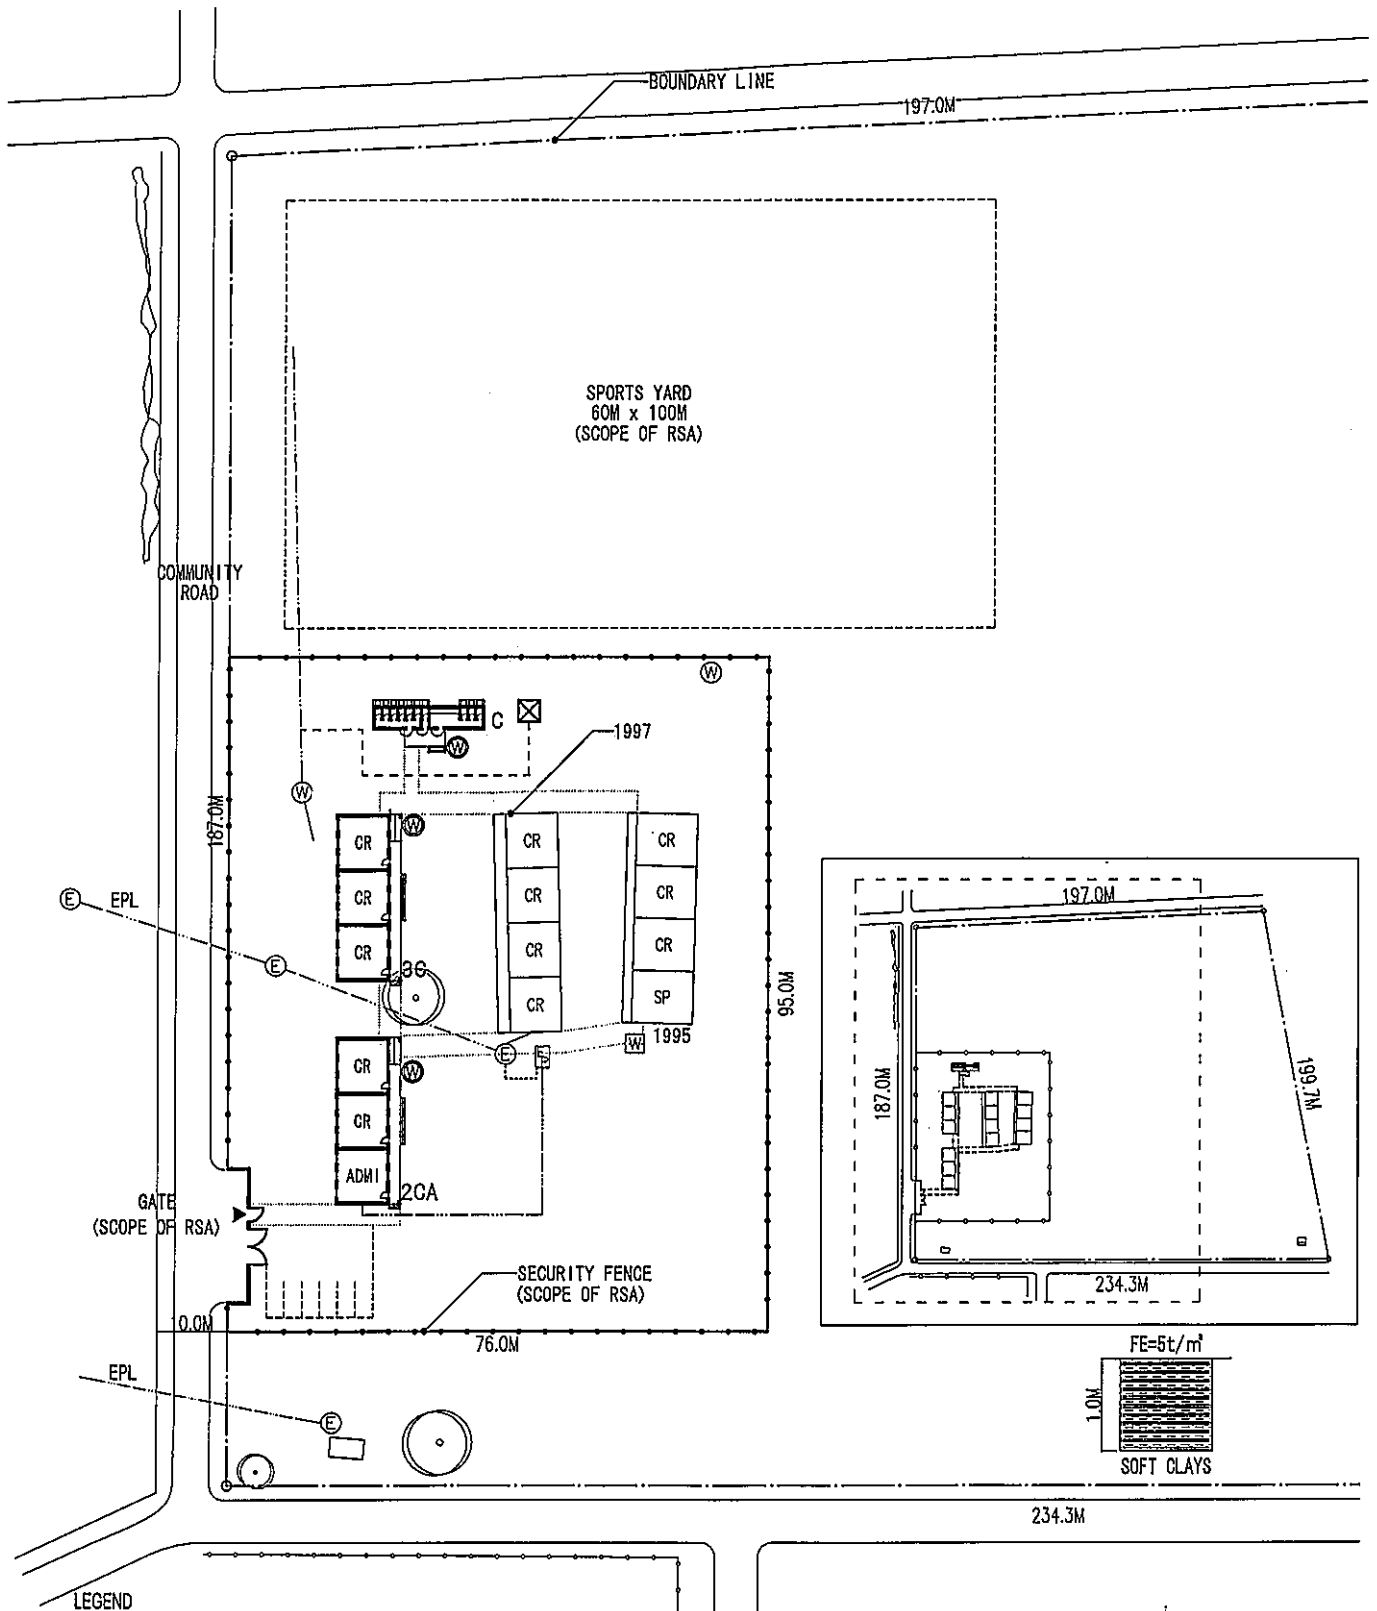 BOUNDARY LINE
197.0M
SPORTS YARD
60M x 100M
(SCOPE OF RSA)
COMMUNITY
ROAD
W
C
1997
W
W
187.0M
W
CR
CR
CR
CR
CR
CR
E
EPL
CR
CR
CR
E
3C
CR
SP
95.0M
1995
W
E
CR
W
CR
ADMI
2CA
GATE
(SCOPE OF RSA)
SECURITY FENCE
(SCOPE OF RSA)
10.0M
76.0M
EPL
E
197.0M
187.0M
199.7M
234.3M
FE=5t/m²
1.0M
SOFT CLAYS
234.3M
LEGEND